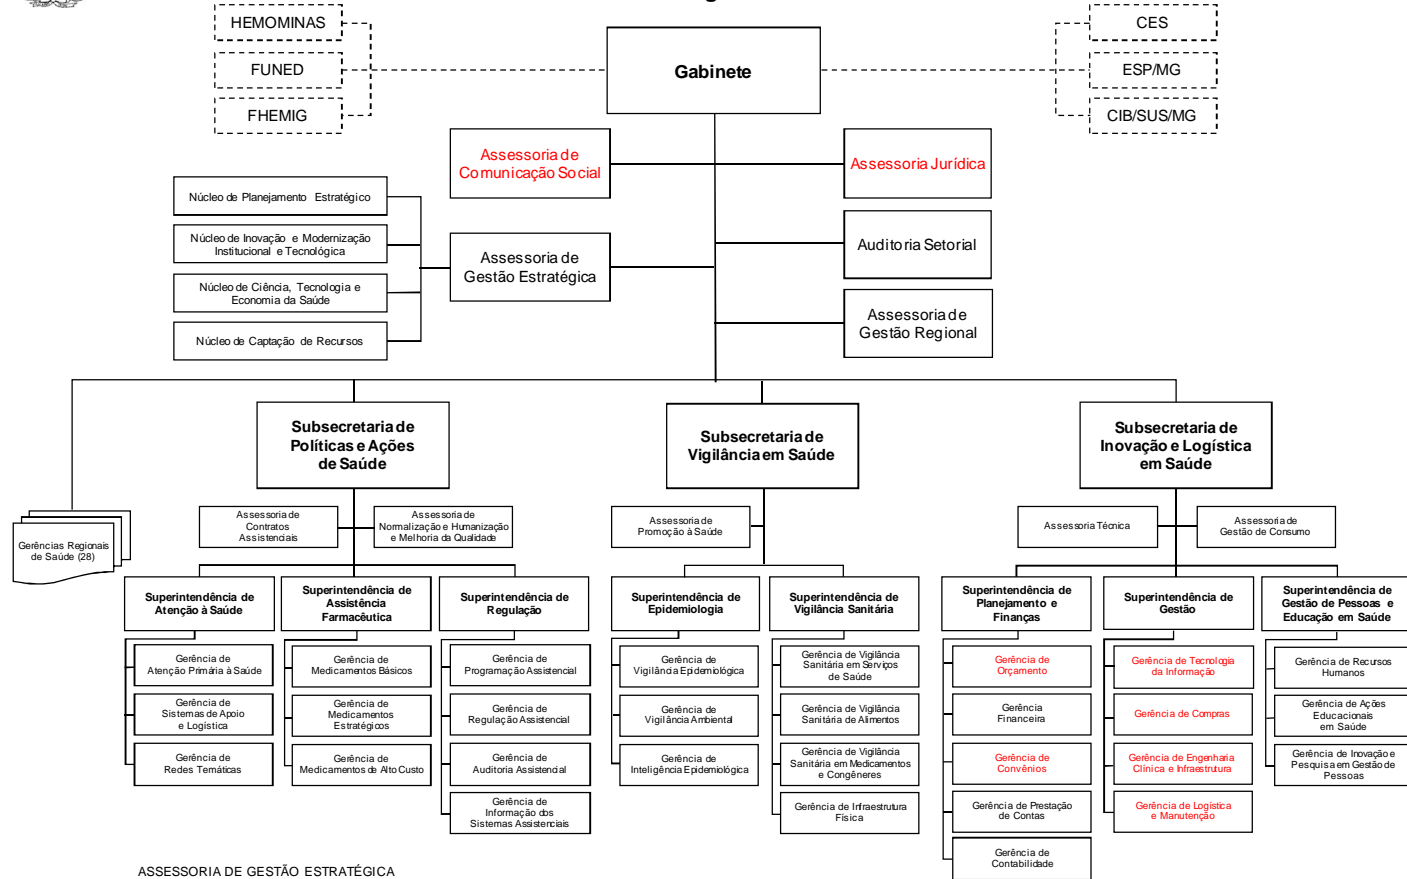 HEMOMINAS
FUNED
FHEMIG
Gabinete
CES
ESP/MG
CIB/SUS/MG
Assessoria de
Comunicação Social
Assessoria Jurídica
Núcleo de Planejamento Estratégico
Núcleo de Inovação e Modernização
Institucional e Tecnológica
Núcleo de Ciência, Tecnologia e
Economia da Saúde
Núcleo de Captação de Recursos
Assessoria de
Gestão Estratégica
Auditoria Setorial
Assessoria de
Gestão Regional
Subsecretaria de
Políticas e Ações
de Saúde
Subsecretaria de
Vigilância em Saúde
Subsecretaria de
Inovação e Logística
em Saúde
Gerências Regionais
de Saúde (28)
Assessoria de
Contratos
Assistenciais
Assessoria de
Normalização e Humanização
e Melhoria da Qualidade
Assessoria de
Promoção à Saúde
Assessoria Técnica
Assessoria de
Gestão de Consumo
Superintendência de
Atenção à Saúde
Superintendência de
Assistência
Farmacêutica
Superintendência de
Regulação
Superintendência de
Epidemiologia
Superintendência de
Vigilância Sanitária
Superintendência de
Planejamento e
Finanças
Superintendência de
Gestão
Superintendência de
Gestão de Pessoas e
Educação em Saúde
Gerência de
Atenção Primária à Saúde
Gerência de
Sistemas de Apoio
e Logística
Gerência de
Redes Temáticas
Gerência de
Medicamentos Básicos
Gerência de
Medicamentos
Estratégicos
Gerência de
Medicamentos de Alto Custo
Gerência de
Programação Assistencial
Gerência de
Regulação Assistencial
Gerência de
Auditoria Assistencial
Gerência de
Informação dos
Sistemas Assistenciais
Gerência de
Vigilância Epidemiológica
Gerência de
Vigilância Ambiental
Gerência de
Inteligência Epidemiológica
Gerência de Vigilância
Sanitária em Serviços
de Saúde
Gerência de Vigilância
Sanitária de Alimentos
Gerência de Vigilância
Sanitária em Medicamentos
e Congêneres
Gerência de Infraestrutura
Física
Gerência de
Orçamento
Gerência
Financeira
Gerência de
Convênios
Gerência de Prestação
de Contas
Gerência de
Contabilidade
Gerência de Tecnologia
da Informação
Gerência de Compras
Gerência de Engenharia
Clínica e Infraestrutura
Gerência de Logística
e Manutenção
Gerência de Recursos
Humanos
Gerência de Ações
Educacionais
em Saúde
Gerência de Inovação e
Pesquisa em Gestão de
Pessoas
ASSESSORIA DE GESTÃO ESTRATÉGICA